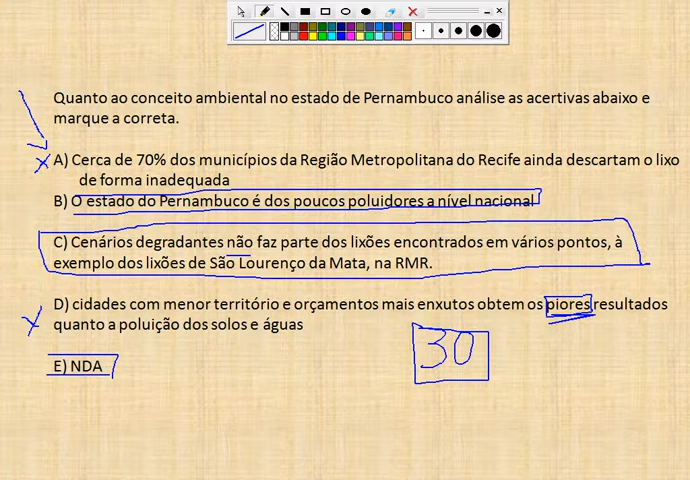 Quanto ao conceito ambiental no estado de Pernambuco análise as acertivas abaixo e
marque a correta.
A) Cerca de 70% dos municípios da Região Metropolitana do Recife ainda descartam o lixo
de forma inadequada
B) O estado do Pernambuco é dos poucos poluidores a nível nacional
C) Cenários degradantes não faz parte dos lixões encontrados em vários pontos, à
exemplo dos lixões de São Lourenço da Mata, na RMR.
D) cidades com menor território e orçamentos mais enxutos obtem os piores resultados
quanto a poluição dos solos e águas
30
E) NDA